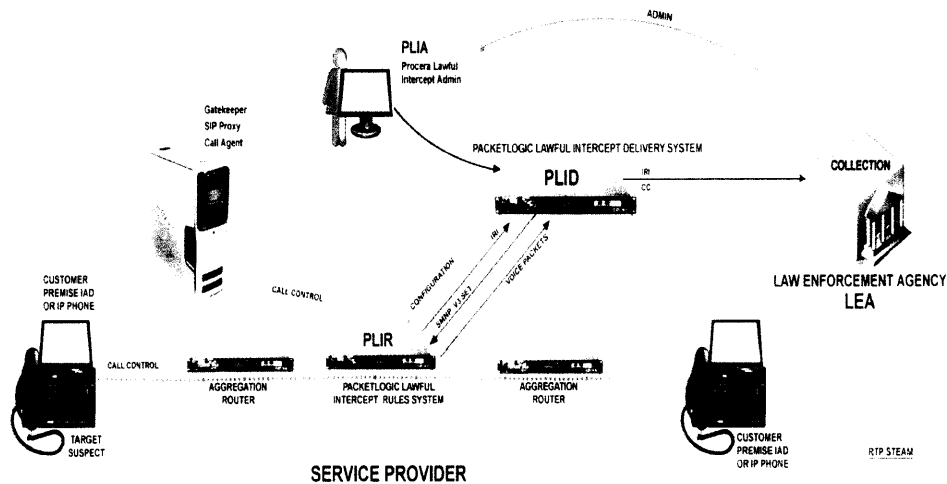 ADMIN
PLIA
Procera Lawful
Intercept Admin
Gatekeeper
SIP Proxy
Call Agent
PACKETLOGIC LAWFUL INTERCEPT DELIVERY SYSTEM
PLID
IRI
CC
COLLECTION
LAW ENFORCEMENT AGENCY
LEA
CONFIGURATION
IRI
SMNP V3 SET
VOICE PACKETS
CALL CONTROL
CUSTOMER
PREMISE IAD
OR IP PHONE
CALL CONTROL
PLIR
AGGREGATION
ROUTER
PACKETLOGIC LAWFUL
INTERCEPT RULES SYSTEM
AGGREGATION
ROUTER
TARGET
SUSPECT
CUSTOMER
PREMISE IAD
OR IP PHONE
RTP STEAM
SERVICE PROVIDER